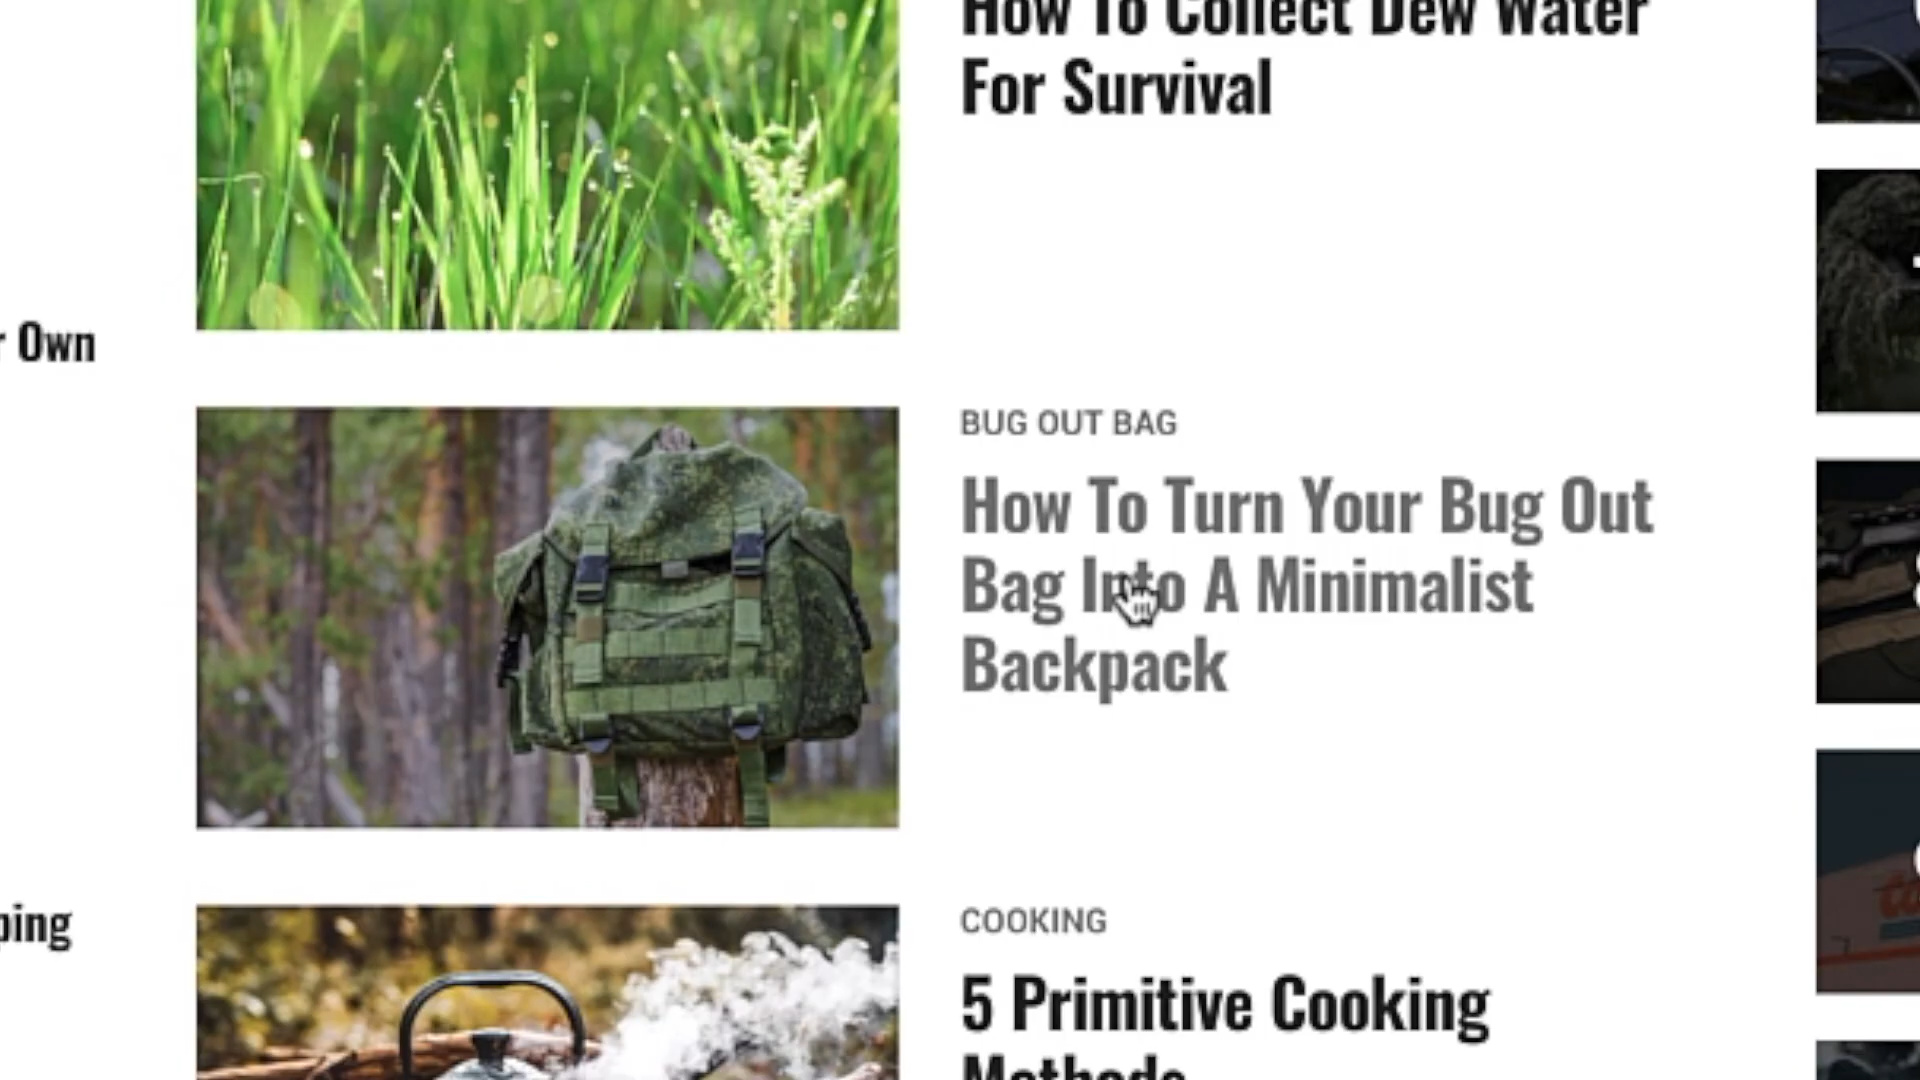 How To Collect Dew Water
For Survival
Own
BUG OUT BAG
How To Turn Your Bug Out
Bag Into A Minimalist
Backpack
COOKING
5 Primitive Cooking
Methods